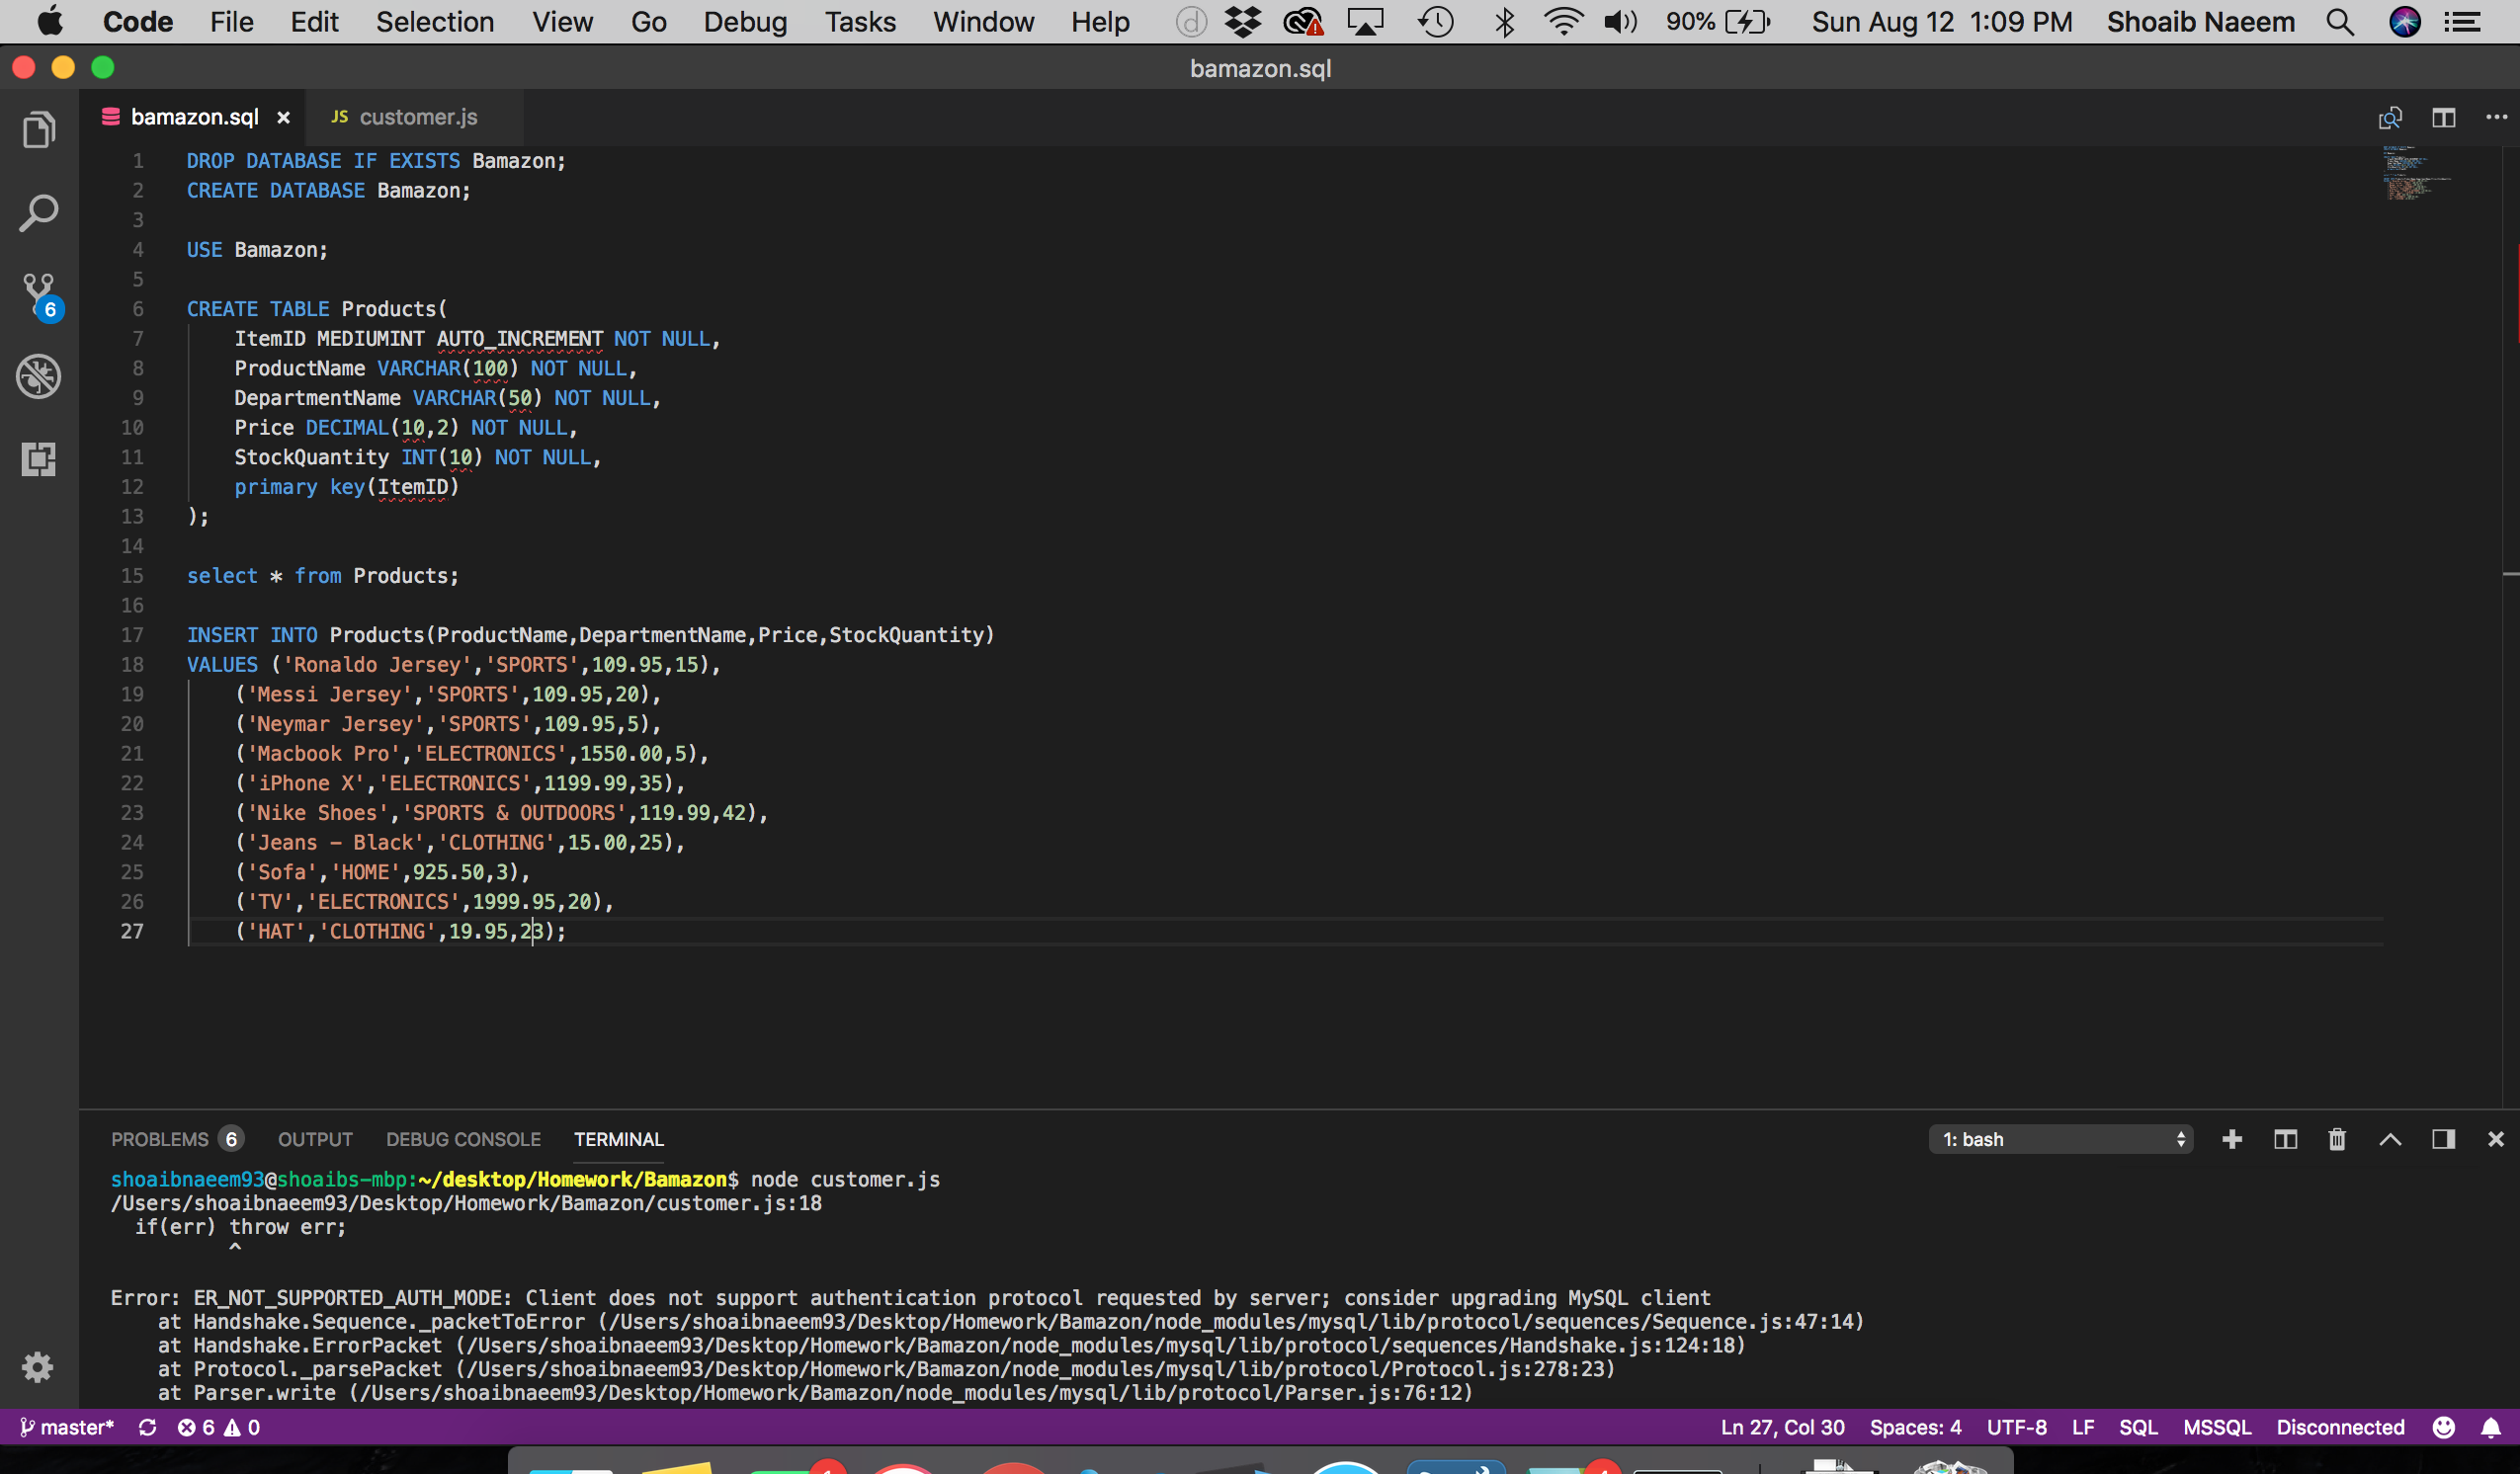 Code File Edit Selection View Go Debug Tasks Window Help 90% Sun Aug 12 1:09 PM Shoaib Naeem
bamazon.sql
bamazon.sql × JS customer.js
1 DROP DATABASE IF EXISTS Bamazon;
2 CREATE DATABASE Bamazon;
3
4 USE Bamazon;
5
6 CREATE TABLE Products(
7 ItemID MEDIUMINT AUTO_INCREMENT NOT NULL,
8 ProductName VARCHAR(100) NOT NULL,
9 DepartmentName VARCHAR(50) NOT NULL,
10 Price DECIMAL(10,2) NOT NULL,
11 StockQuantity INT(10) NOT NULL,
12 primary key(ItemID)
13 );
14
15 select * from Products;
16
17 INSERT INTO Products(ProductName,DepartmentName,Price,StockQuantity)
18 VALUES ('Ronaldo Jersey','SPORTS',109.95,15),
19 ('Messi Jersey','SPORTS',109.95,20),
20 ('Neymar Jersey','SPORTS',109.95,5),
21 ('Macbook Pro','ELECTRONICS',1550.00,5),
22 ('iPhone X','ELECTRONICS',1199.99,35),
23 ('Nike Shoes','SPORTS & OUTDOORS',119.99,42),
24 ('Jeans - Black','CLOTHING',15.00,25),
25 ('Sofa','HOME',925.50,3),
26 ('TV','ELECTRONICS',1999.95,20),
27 ('HAT','CLOTHING',19.95,23);
6
PROBLEMS 6 OUTPUT DEBUG CONSOLE TERMINAL 1: bash
shoaibnaeem93@shoaibs-mbp:~/desktop/Homework/Bamazon$ node customer.js
/Users/shoaibnaeem93/Desktop/Homework/Bamazon/customer.js:18
if(err) throw err;
^
Error: ER_NOT_SUPPORTED_AUTH_MODE: Client does not support authentication protocol requested by server; consider upgrading MySQL client
at Handshake.Sequence._packetToError (/Users/shoaibnaeem93/Desktop/Homework/Bamazon/node_modules/mysql/lib/protocol/sequences/Sequence.js:47:14)
at Handshake.ErrorPacket (/Users/shoaibnaeem93/Desktop/Homework/Bamazon/node_modules/mysql/lib/protocol/sequences/Handshake.js:124:18)
at Protocol._parsePacket (/Users/shoaibnaeem93/Desktop/Homework/Bamazon/node_modules/mysql/lib/protocol/Protocol.js:278:23)
at Parser.write (/Users/shoaibnaeem93/Desktop/Homework/Bamazon/node_modules/mysql/lib/protocol/Parser.js:76:12)
master* 6 0 Ln 27, Col 30 Spaces: 4 UTF-8 LF SQL MSSQL Disconnected